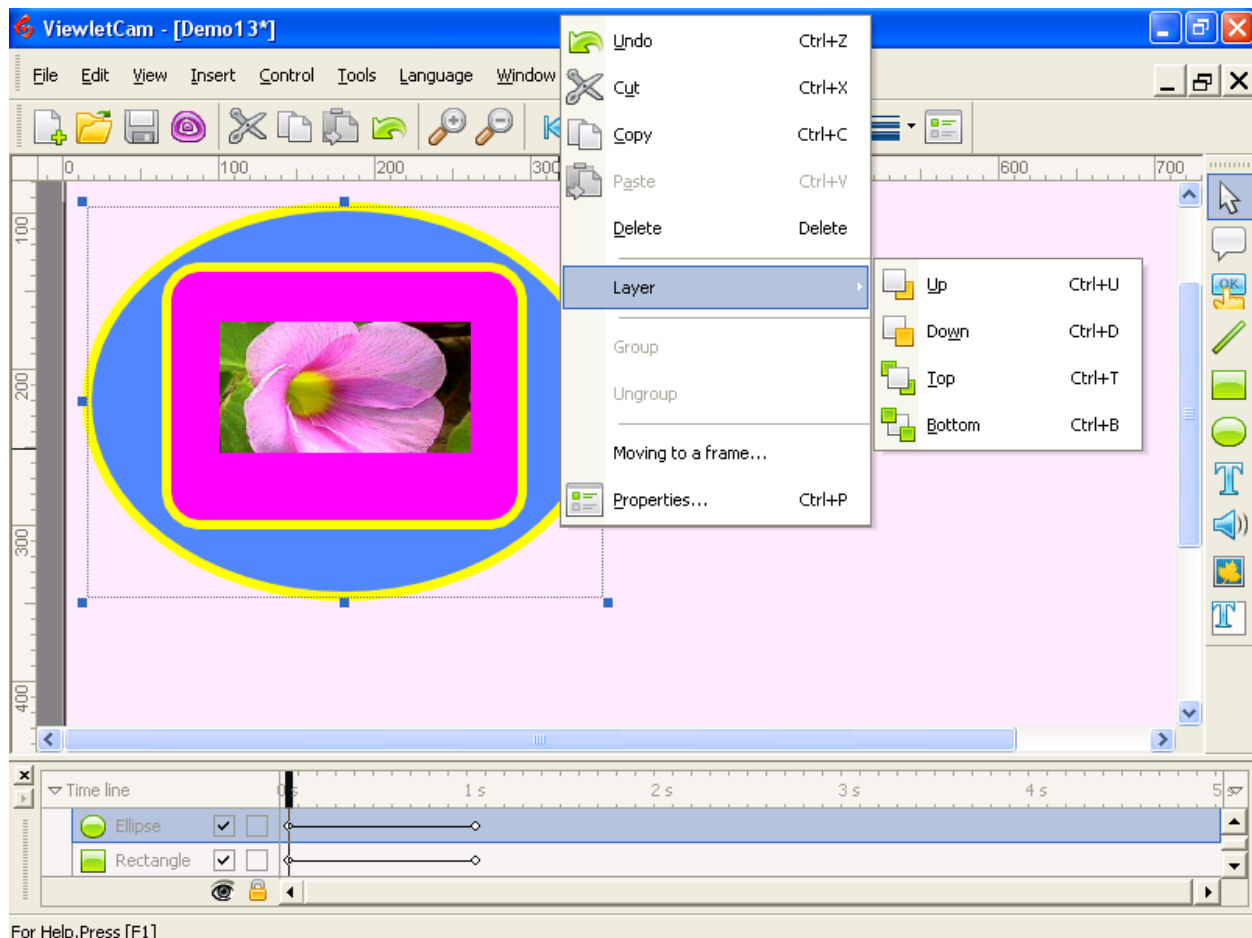 ViewletCam - [Demo13*]
File Edit View Insert Control Tools Language Window
0 100 200 300 600 700
100
200
300
400
Undo Ctrl+Z
Cut Ctrl+X
Copy Ctrl+C
Paste Ctrl+V
Delete Delete
Layer
Group
Ungroup
Moving to a frame...
Properties... Ctrl+P
Up Ctrl+U
Down Ctrl+D
Top Ctrl+T
Bottom Ctrl+B
OK
T
T
Time line 0 s 1 s 2 s 3 s 4 s 5
Ellipse
Rectangle
For Help,Press [F1]